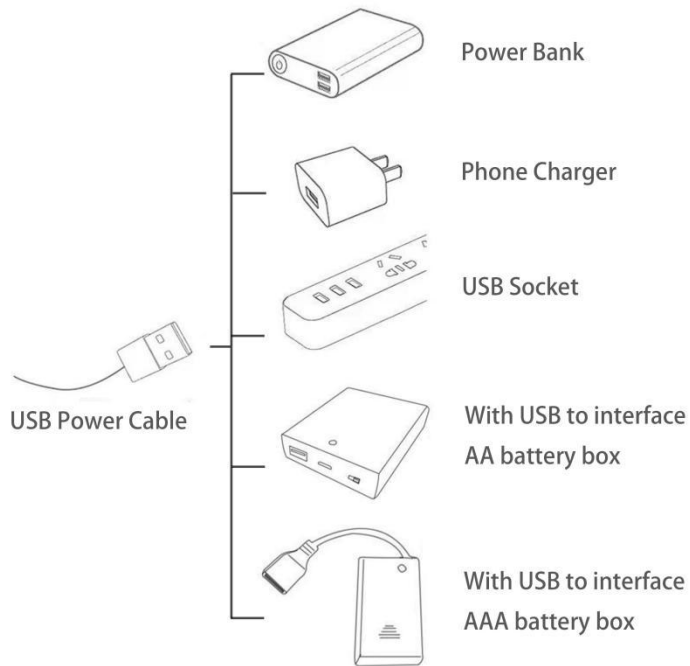 Power Bank
Phone Charger
USB Socket
USB Power Cable
With USB to interface
AA battery box
With USB to interface
AAA battery box